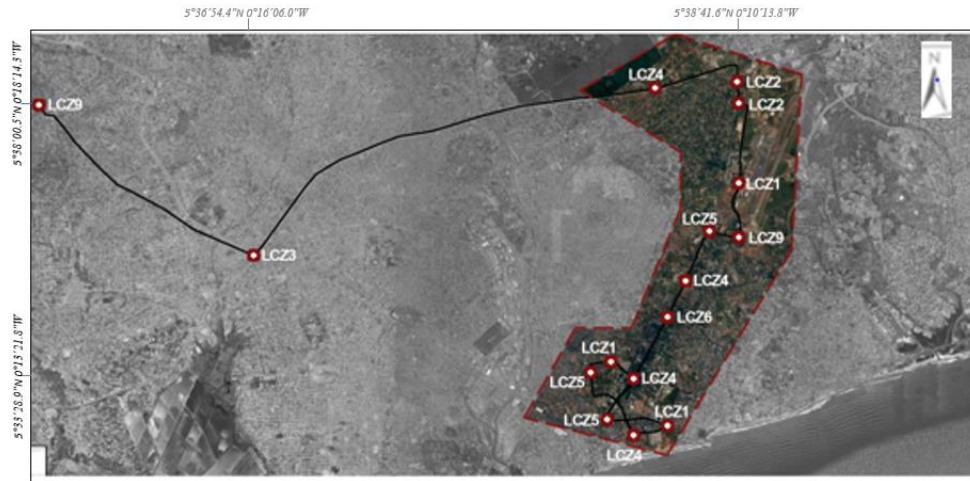 5°36'54.4"N 0°16'06.0"W
5°38'41.6"N 0°10'13.8"W
5°38'00.5"N 0°18'14.3"W
5°33'28.9"N 0°13'21.8"W
N
LCZ4
LCZ2
LCZ9
LCZ2
LCZ1
LCZ5
LCZ9
LCZ3
LCZ4
LCZ6
LCZ1
LCZ5
LCZ4
LCZ5
LCZ1
LCZ4